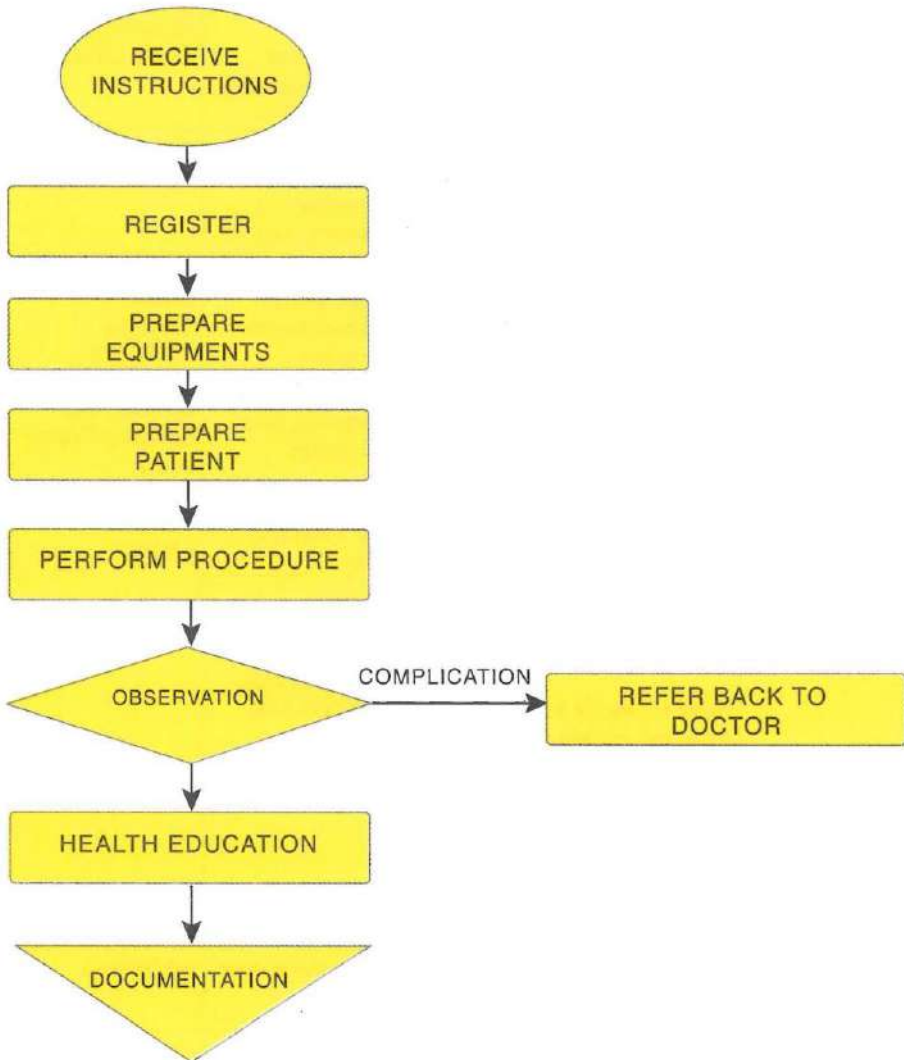 RECEIVE
INSTRUCTIONS
REGISTER
PREPARE
EQUIPMENTS
PREPARE
PATIENT
PERFORM PROCEDURE
OBSERVATION
COMPLICATION
REFER BACK TO
DOCTOR
HEALTH EDUCATION
DOCUMENTATION